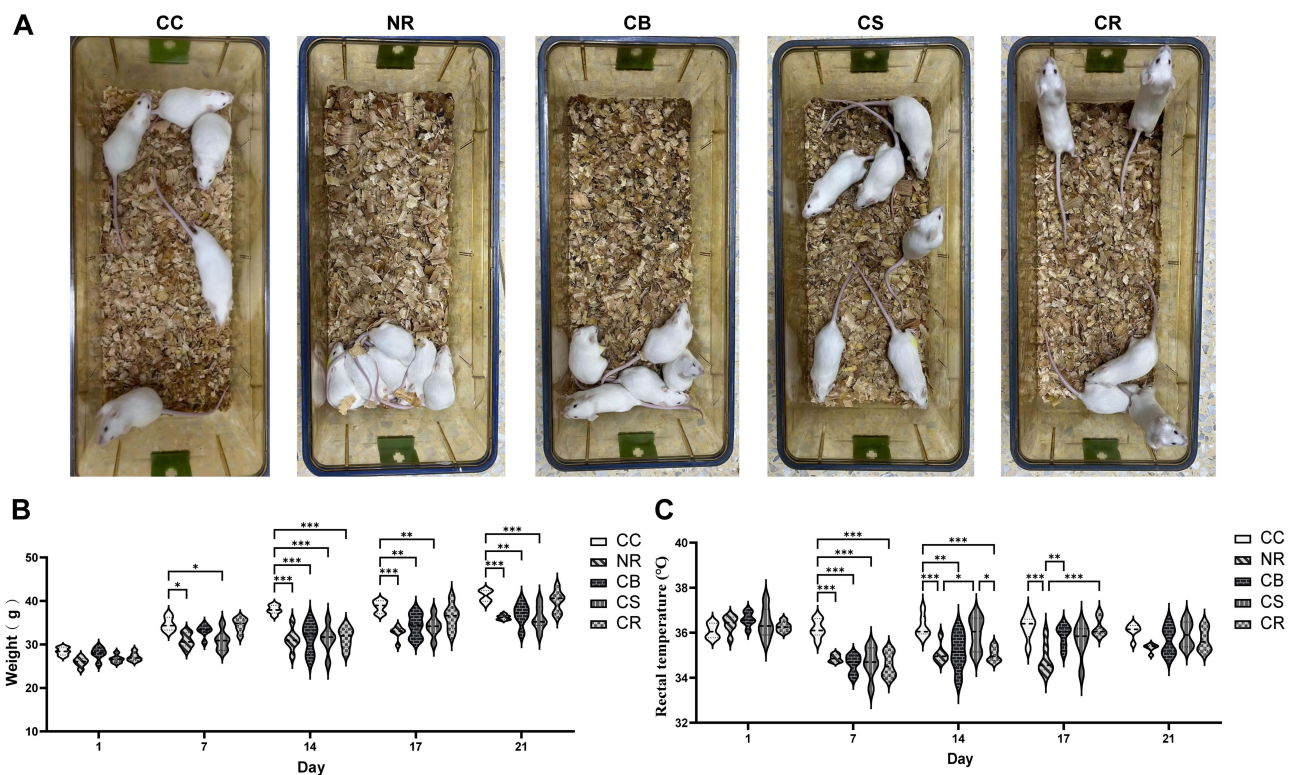 A
CC
NR
CB
CS
CR
B
Weight ( g )
50
40
30
20
10
*
*
***
***
***
***
***
**
**
***
**
***
1
7
14
17
21
Day
CC
NR
CB
CS
CR
C
Rectal temperature (°C)
40
38
36
34
32
***
***
***
***
***
**
***
*
*
**
***
***
1
7
14
17
21
Day
CC
NR
CB
CS
CR